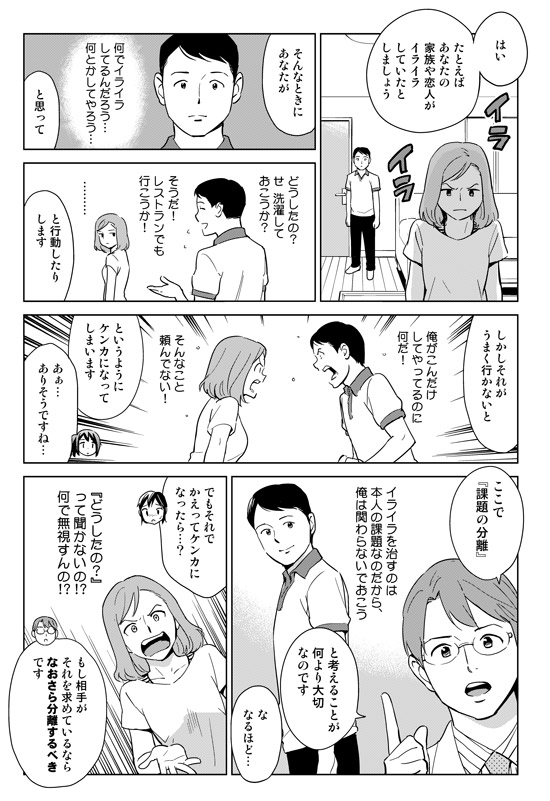 はい
たとえば
あなたの
家族や恋人が
イライラ
していたと
しましょう
イラ
イラ
そんなときに
あなたが
何でイライラ
してるんだろう…
何とかしてやろう…
と思って
どうしたの?
せ 洗濯して
おこうか?
そうだ!
レストランでも
行こうか!
………
と行動したり
します
しかしそれが
うまく行かないと
俺がこんだけ
してやってるのに
何だ!
そんなこと
頼んでない!
というように
ケンカになって
しまいます
あぁ…
ありそうですね…
ここで
『課題の分離』
イライラを治すのは
本人の課題なのだから、
俺は関わらないでおこう
と考えることが
何より大切
なのです
な
なるほど…
でもそれで
かえってケンカに
なったら…?
『どうしたの?』
って聞かないの!?
何で無視すんの!?
もし相手が
それを求めているなら
なおさら分離するべき
です